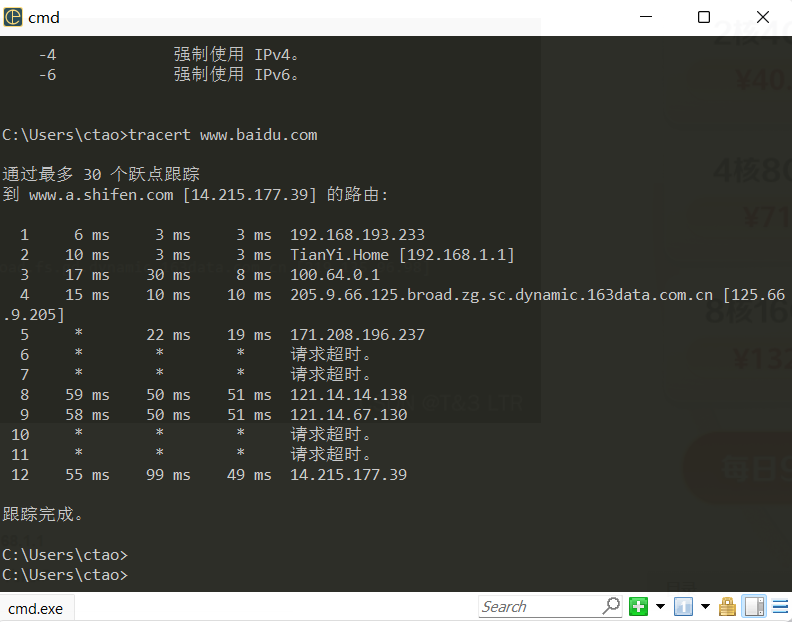 cmd
-4 强制使用 IPv4。
-6 强制使用 IPv6。
C:\Users\ctao>tracert www.baidu.com
通过最多 30 个跃点跟踪
到 www.a.shifen.com [14.215.177.39] 的路由:
1 6 ms 3 ms 3 ms 192.168.193.233
2 10 ms 3 ms 3 ms TianYi.Home [192.168.1.1]
3 17 ms 30 ms 8 ms 100.64.0.1
4 15 ms 10 ms 10 ms 205.9.66.125.broad.zg.sc.dynamic.163data.com.cn [125.66
.9.205]
5 * 22 ms 19 ms 171.208.196.237
6 * * * 请求超时。
7 * * * 请求超时。
8 59 ms 50 ms 51 ms 121.14.14.138
9 58 ms 50 ms 51 ms 121.14.67.130
10 * * * 请求超时。
11 * * * 请求超时。
12 55 ms 99 ms 49 ms 14.215.177.39
跟踪完成。
C:\Users\ctao>
C:\Users\ctao>
cmd.exe
Search